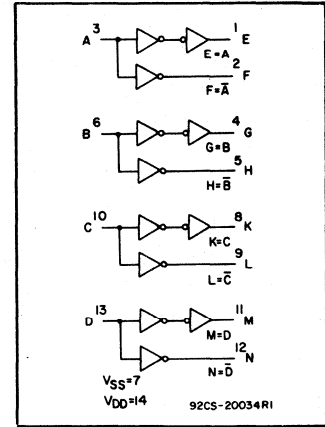 A 3 1 E
E=A
2 F
F=A̅
B 6 4 G
G=B
5 H
H=B̅
C 10 8 K
K=C
9 L
L=C̅
D 13 11 M
M=D
12 N
N=D̅
VSS=7
VDD=14
92CS-20034R1